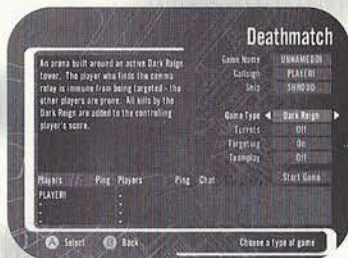 Deathmatch
An arena built around an active Dark Reign
tower. The player who finds the comms
relay is immune from being targeted - the
other players are prone. All kills by the
Dark Reign are added to the controlling
player's score.
Game Name UNNAMED01
Callsign PLAYER1
Ship SHROUD
Game Type Dark Reign
Turrets Off
Targeting On
Teamplay Off
Start Game
Players Ping Players Ping Chat
PLAYER1
A Select B Back Choose a type of game